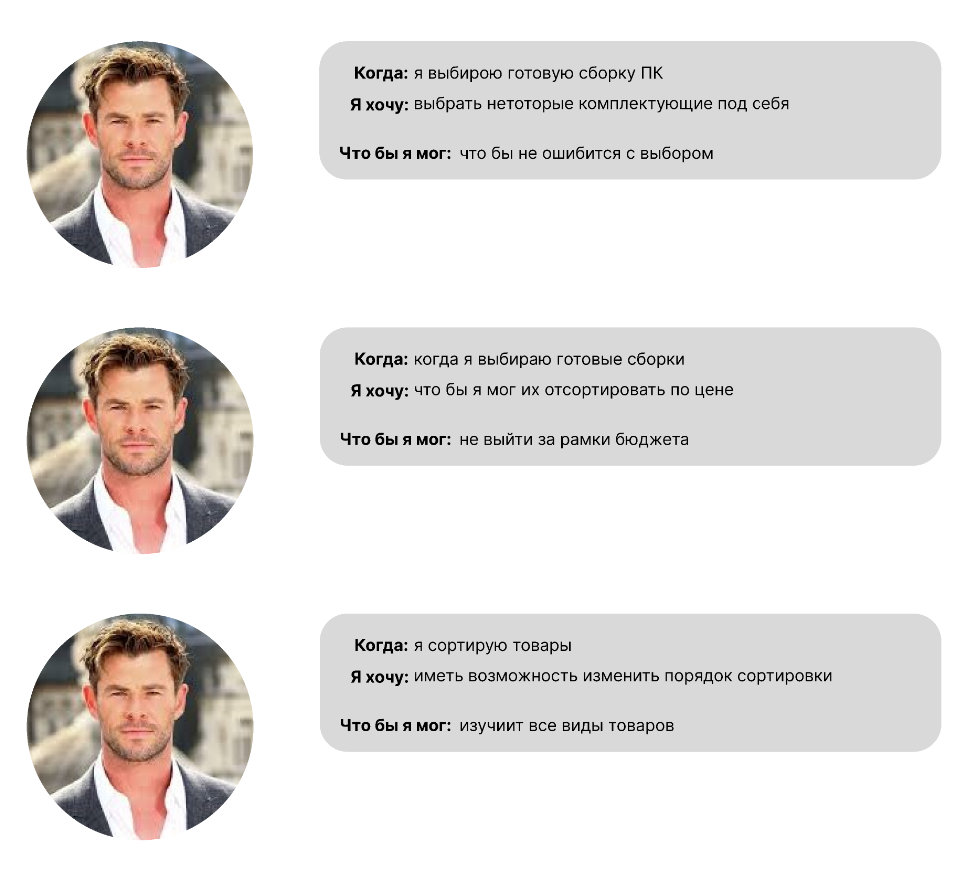 Когда: я выбирою готовую сборку ПК
Я хочу: выбрать нетоторые комплектующие под себя
Что бы я мог: что бы не ошибится с выбором
Когда: когда я выбираю готовые сборки
Я хочу: что бы я мог их отсортировать по цене
Что бы я мог: не выйти за рамки бюджета
Когда: я сортирую товары
Я хочу: иметь возможность изменить порядок сортировки
Что бы я мог: изучиит все виды товаров